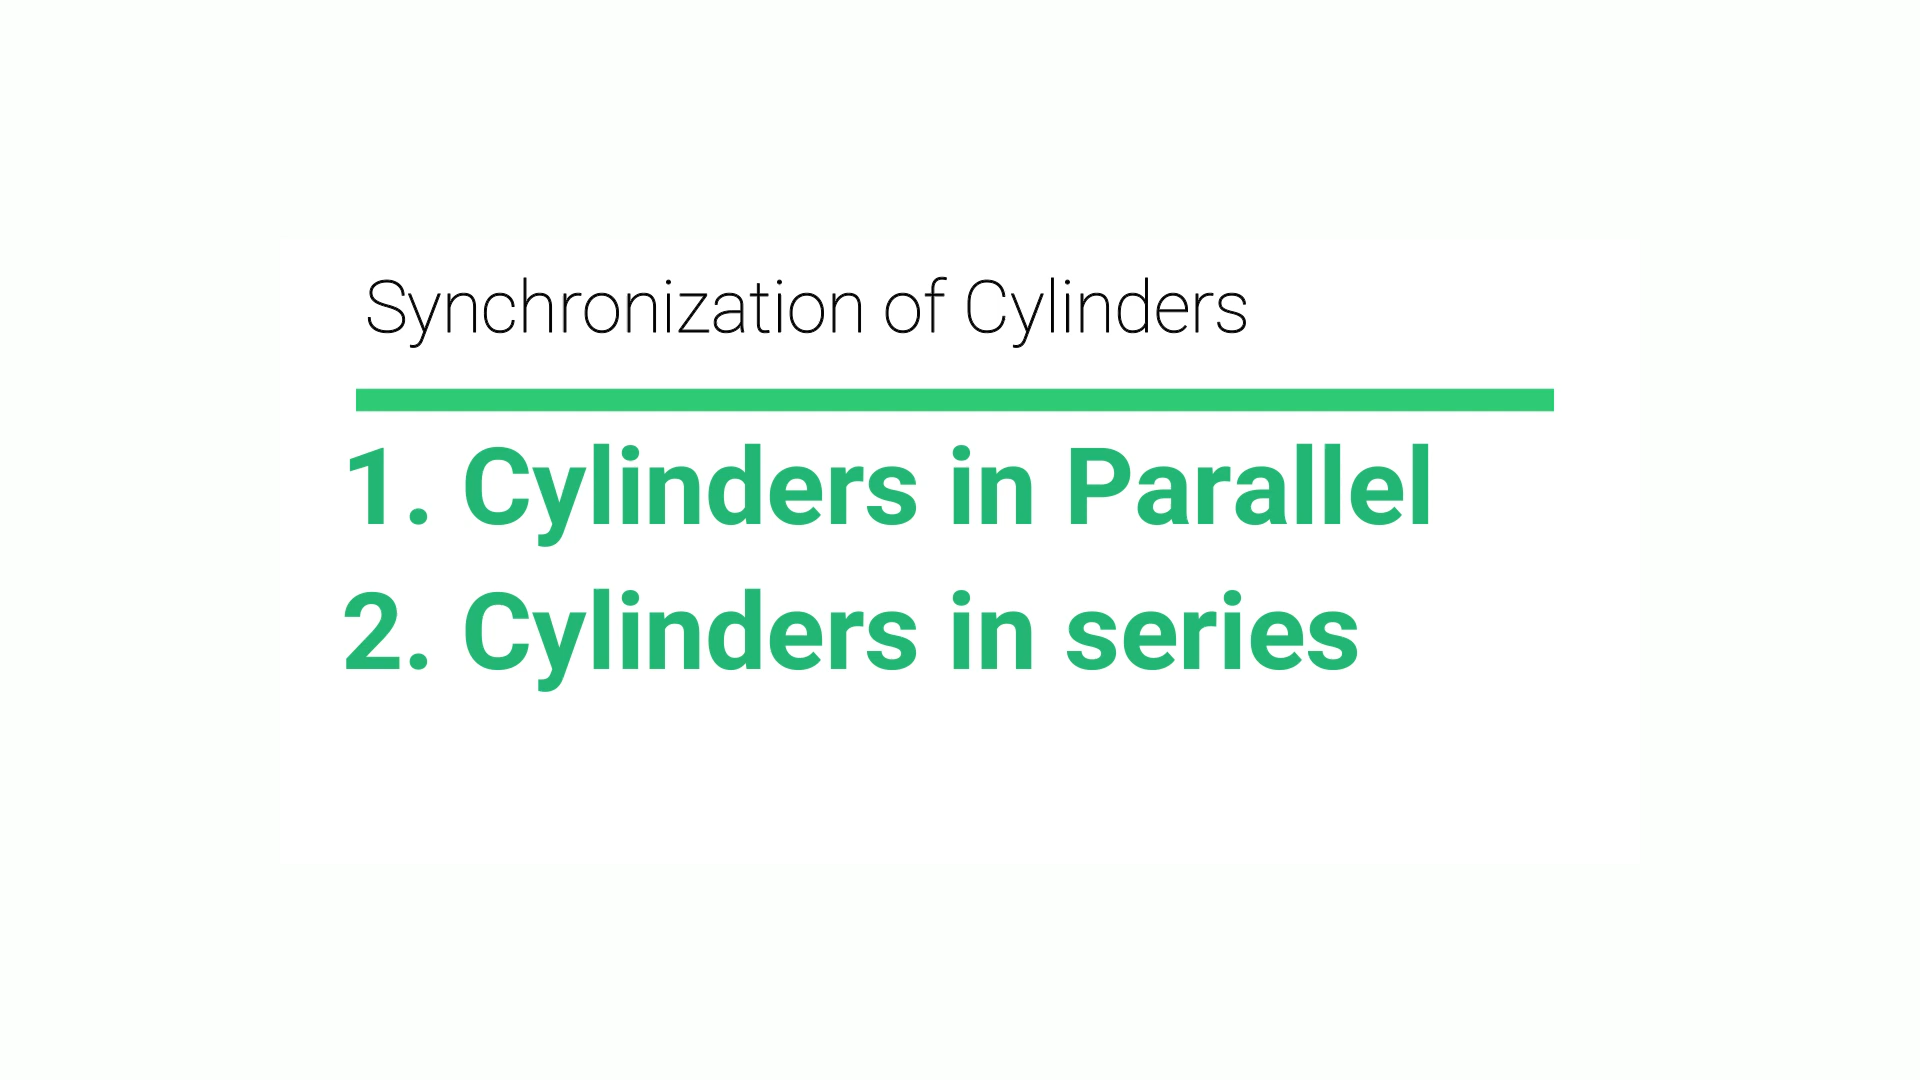 Synchronization of Cylinders
1. Cylinders in Parallel
2. Cylinders in series